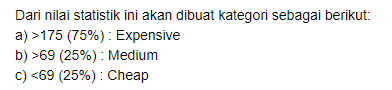 Dari nilai statistik ini akan dibuat kategori sebagai berikut:
a) >175 (75%) : Expensive
b) >69 (25%) : Medium
c) <69 (25%) : Cheap